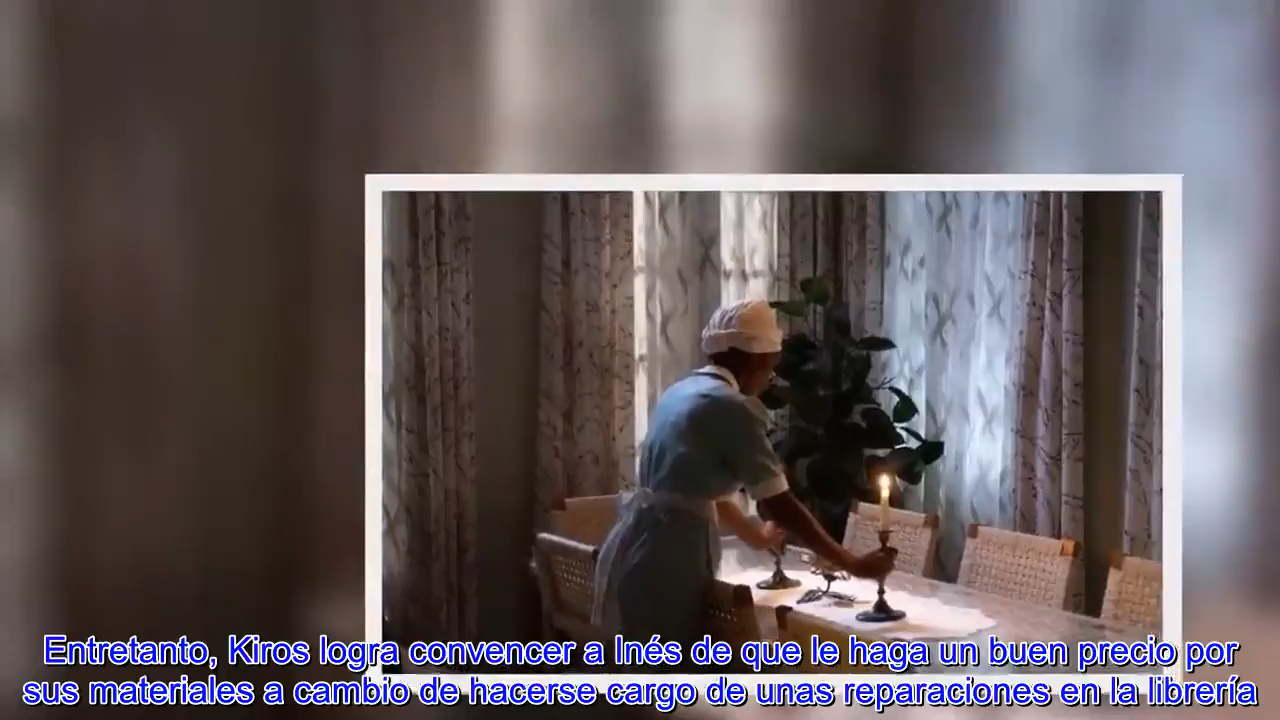 Entretanto, Kiros logra convencer a Inés de que le haga un buen precio por
sus materiales a cambio de hacerse cargo de unas reparaciones en la librería